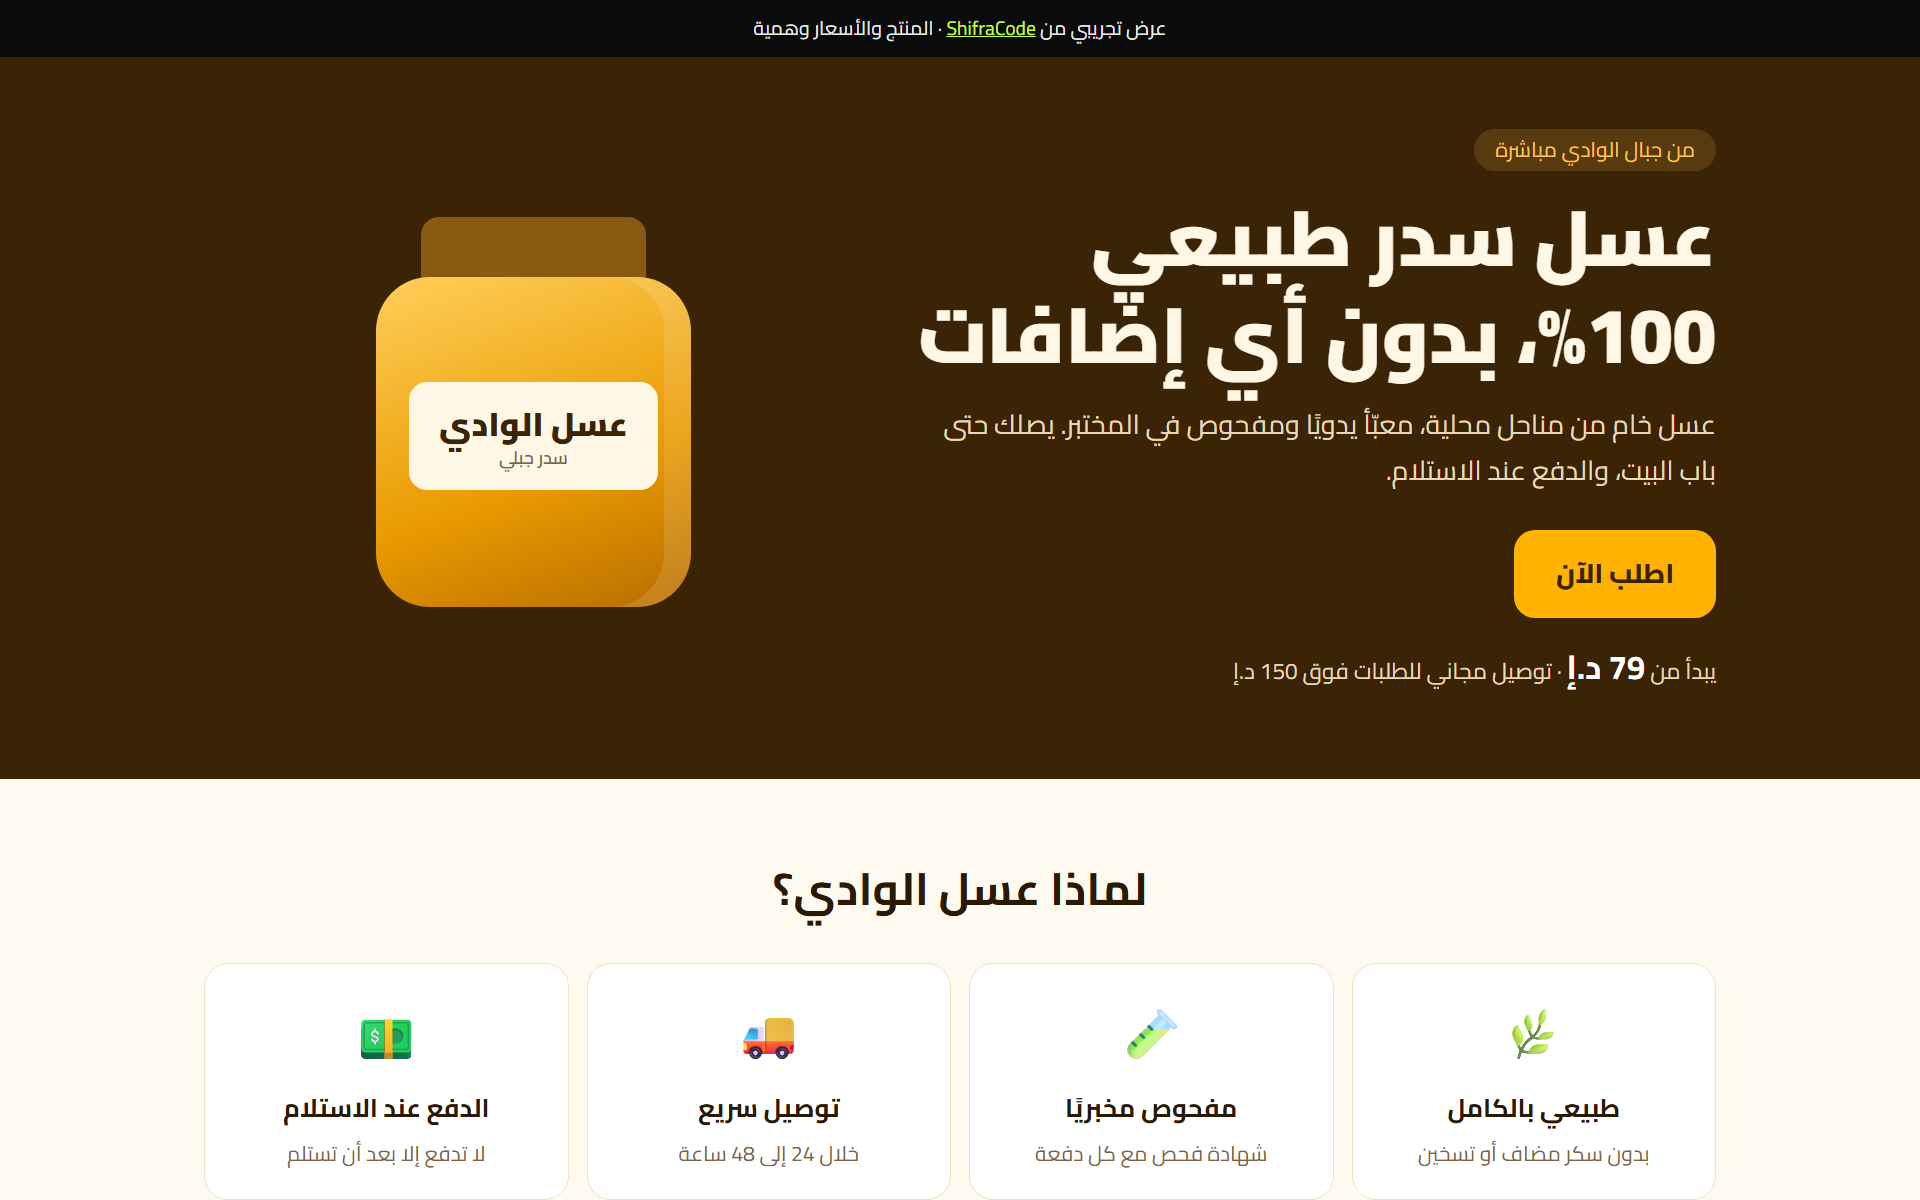 عرض تجريبي من ShifraCode · المنتج والأسعار وهمية
من جبال الوادي مباشرة
عسل سدر طبيعي
100%، بدون أي إضافات
عسل خام من مناحل محلية، معبّأ يدويًا ومفحوص في المختبر. يصلك حتى
باب البيت، والدفع عند الاستلام.
اطلب الآن
يبدأ من 79 د.إ · توصيل مجاني للطلبات فوق 150 د.إ
عسل الوادي
سدر جبلي
لماذا عسل الوادي؟
طبيعي بالكامل
بدون سكر مضاف أو تسخين
مفحوص مخبريًا
شهادة فحص مع كل دفعة
توصيل سريع
خلال 24 إلى 48 ساعة
الدفع عند الاستلام
لا تدفع إلا بعد أن تستلم